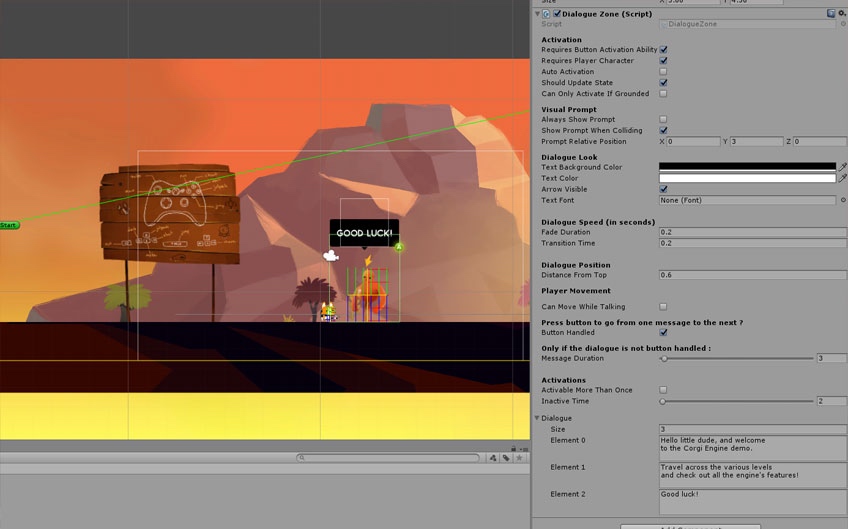 Size
X
Y
Dialogue Zone (Script)
Script
DialogueZone
Activation
Requires Button Activation Ability
Requires Player Character
Auto Activation
Should Update State
Can Only Activate If Grounded
Visual Prompt
Always Show Prompt
Show Prompt When Colliding
Prompt Relative Position X 0 Y 3 Z 0
Dialogue Look
Text Background Color
Text Color
Arrow Visible
Text Font None (Font)
Dialogue Speed (in seconds)
Fade Duration 0.2
Transition Time 0.2
Dialogue Position
Distance From Top 0.6
Player Movement
Can Move While Talking
Press button to go from one message to the next ?
Button Handled
Only if the dialogue is not button handled :
Message Duration 3
Activations
Activable More Than Once
Inactive Time 2
Dialogue
Size 3
Element 0 Hello little dude, and welcome
to the Corgi Engine demo.
Element 1 Travel across the various levels
and check out all the engine's features!
Element 2 Good luck!
Start
GOOD LUCK!
A